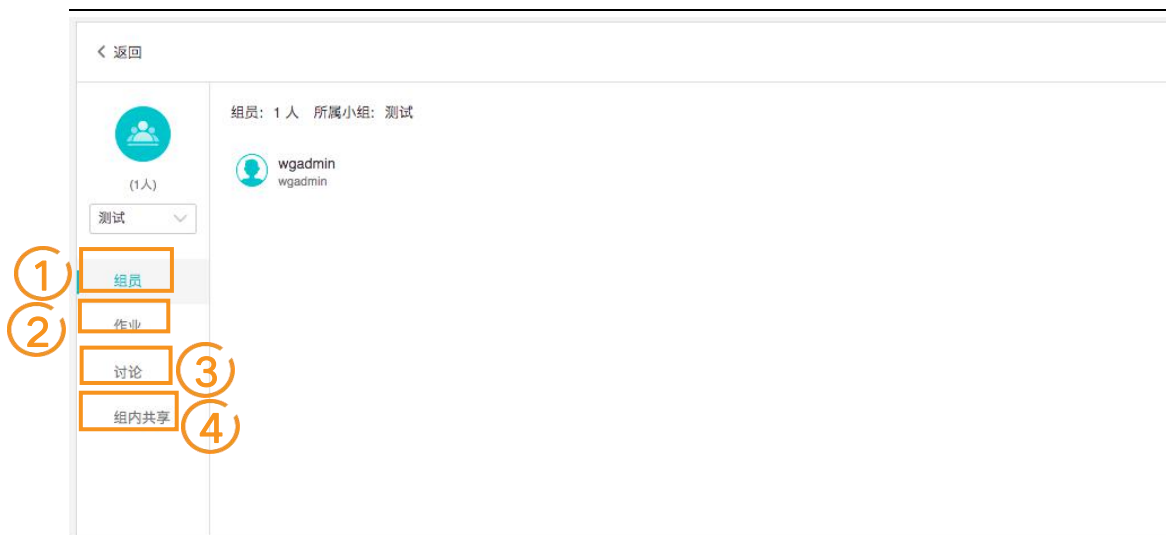 返回
组员: 1 人 所属小组: 测试
wgadmin
wgadmin
(1人)
测试
① 组员
② 作业
讨论 ③
组内共享 ④